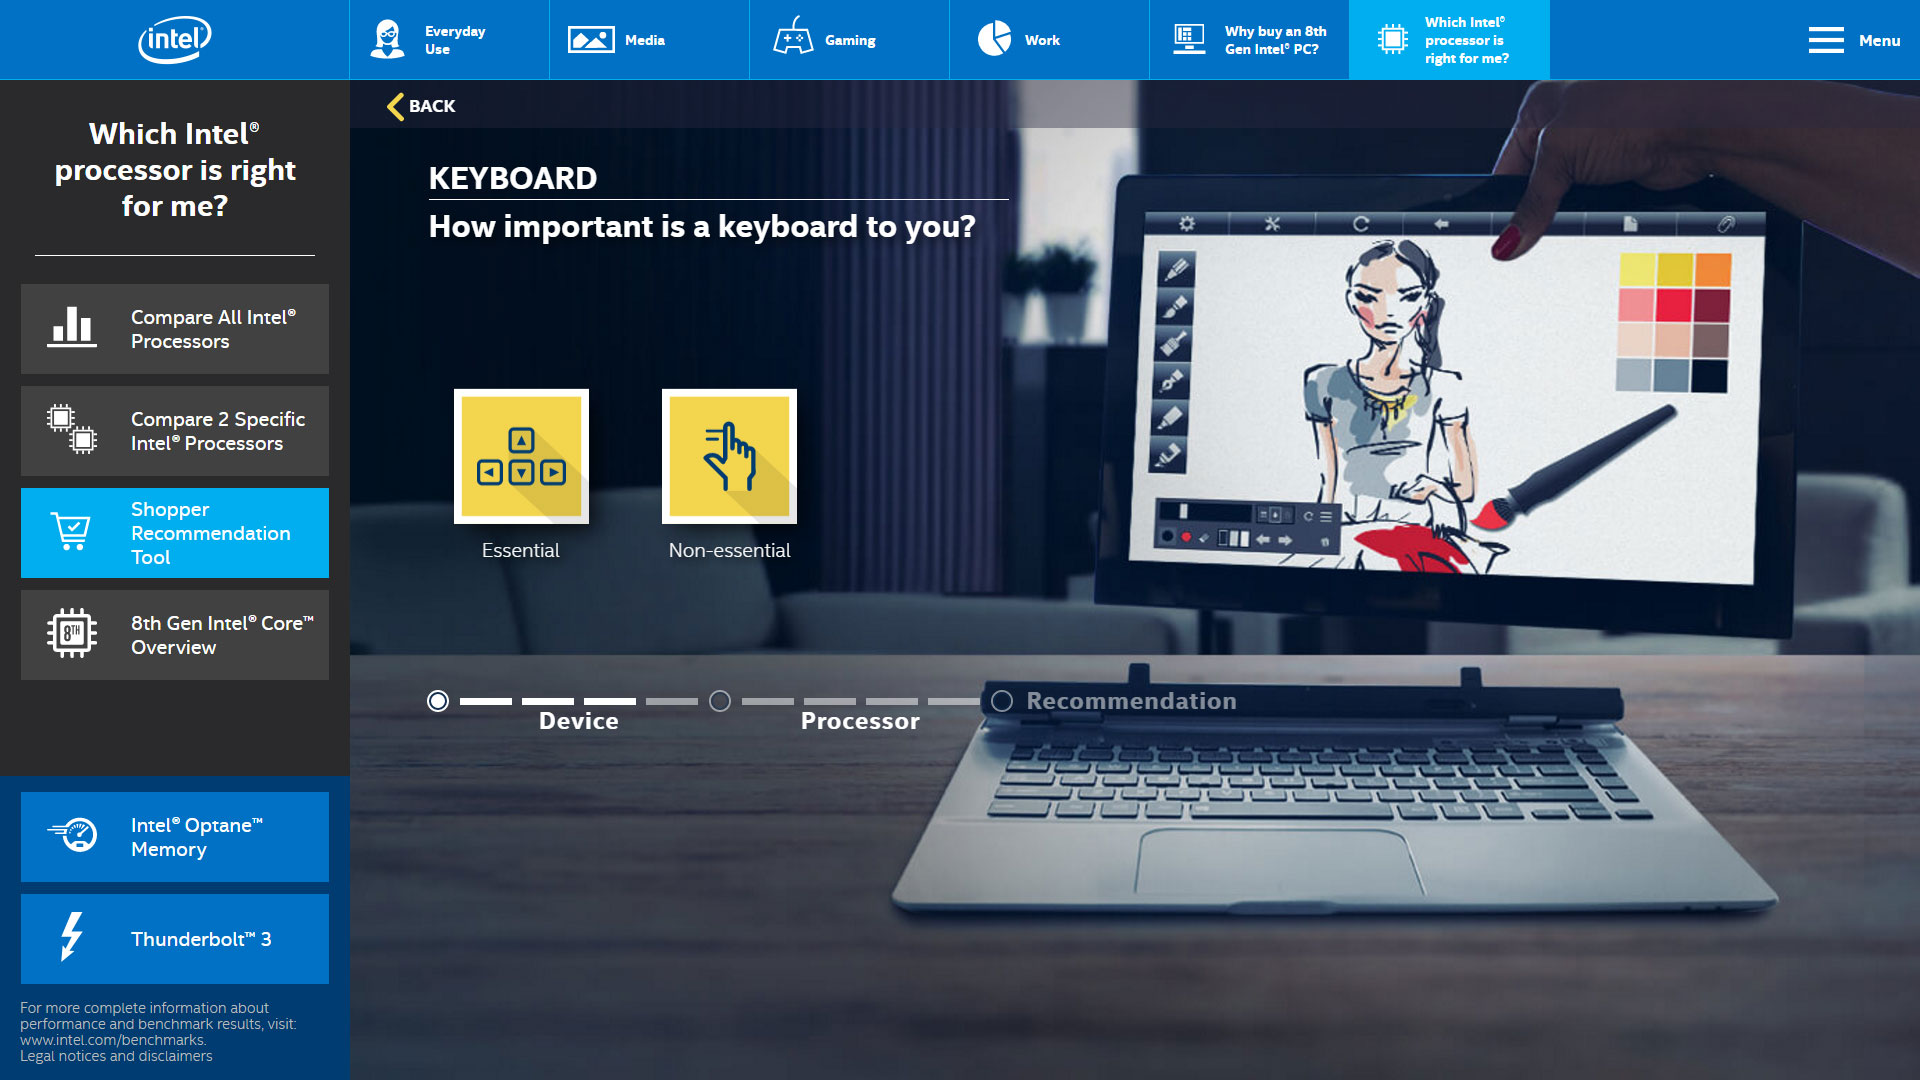 intel
Everyday
Use
Media
Gaming
Work
Why buy an 8th
Gen Intel® PC?
Which Intel®
processor is
right for me?
Menu
Which Intel®
processor is right
for me?
Compare All Intel®
Processors
Compare 2 Specific
Intel® Processors
Shopper
Recommendation
Tool
8TH
8th Gen Intel® Core™
Overview
Intel® Optane™
Memory
Thunderbolt™ 3
For more complete information about
performance and benchmark results, visit:
www.intel.com/benchmarks.
Legal notices and disclaimers
BACK
KEYBOARD
How important is a keyboard to you?
Essential
Non-essential
Device
Processor
Recommendation